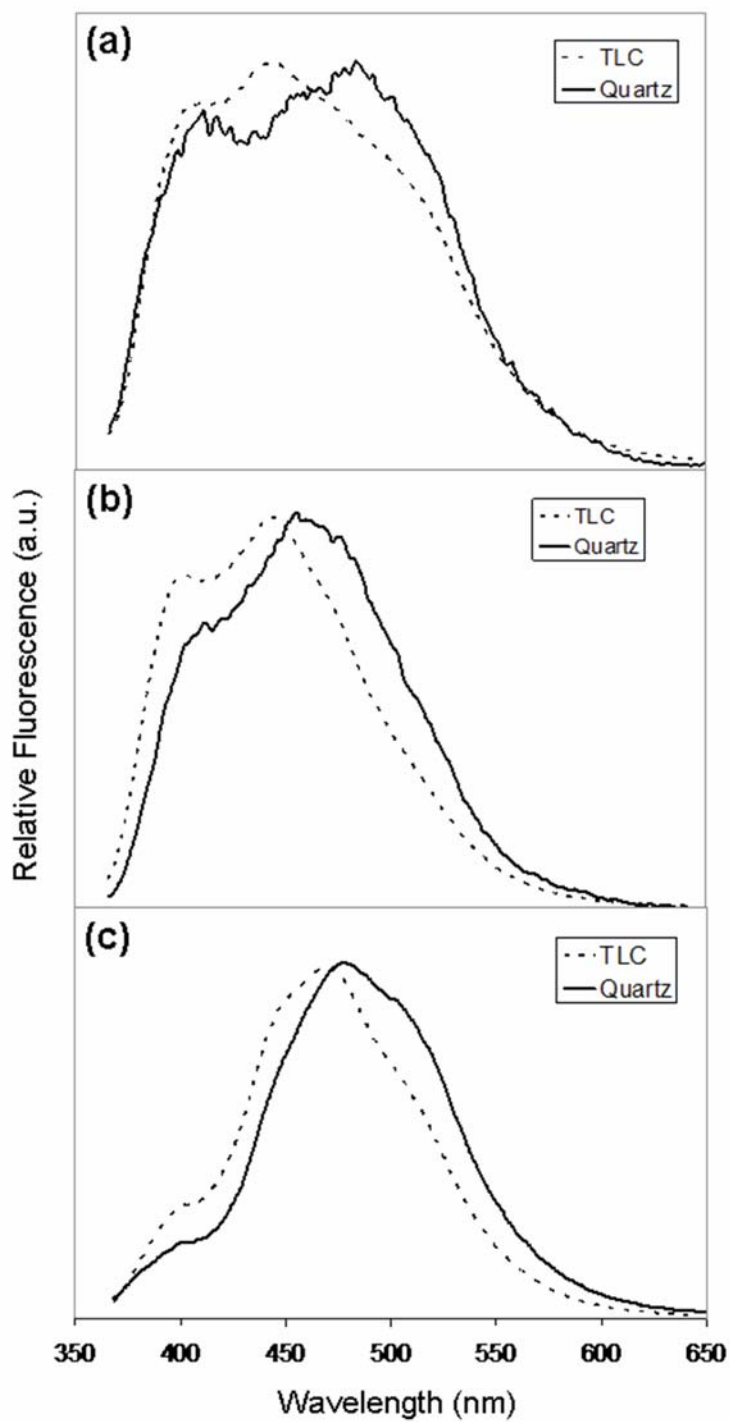 (a)
TLC
Quartz
(b)
TLC
Quartz
(c)
TLC
Quartz
Relative Fluorescence (a.u.)
350 400 450 500 550 600 650
Wavelength (nm)